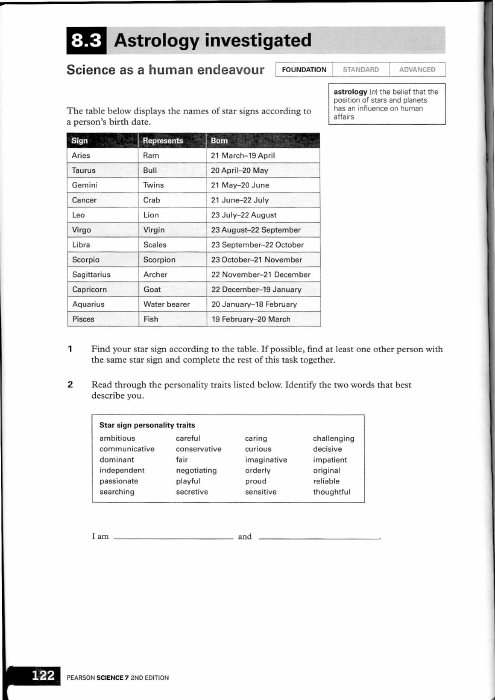 8.3 Astrology investigated
Science as a human endeavour
FOUNDATION STANDARD ADVANCED
astrology (n) the belief that the
position of stars and planets
has an influence on human
affairs
The table below displays the names of star signs according to
a person's birth date.
Sign Represents Born
Aries Ram 21 March–19 April
Taurus Bull 20 April–20 May
Gemini Twins 21 May–20 June
Cancer Crab 21 June–22 July
Leo Lion 23 July–22 August
Virgo Virgin 23 August–22 September
Libra Scales 23 September–22 October
Scorpio Scorpion 23 October–21 November
Sagittarius Archer 22 November–21 December
Capricorn Goat 22 December–19 January
Aquarius Water bearer 20 January–18 February
Pisces Fish 19 February–20 March
1 Find your star sign according to the table. If possible, find at least one other person with
the same star sign and complete the rest of this task together.
2 Read through the personality traits listed below. Identify the two words that best
describe you.
Star sign personality traits
ambitious careful caring challenging
communicative conservative curious decisive
dominant fair imaginative impatient
independent negotiating orderly original
passionate playful proud reliable
searching secretive sensitive thoughtful
I am ______ and ______.
122 PEARSON SCIENCE 7 2ND EDITION